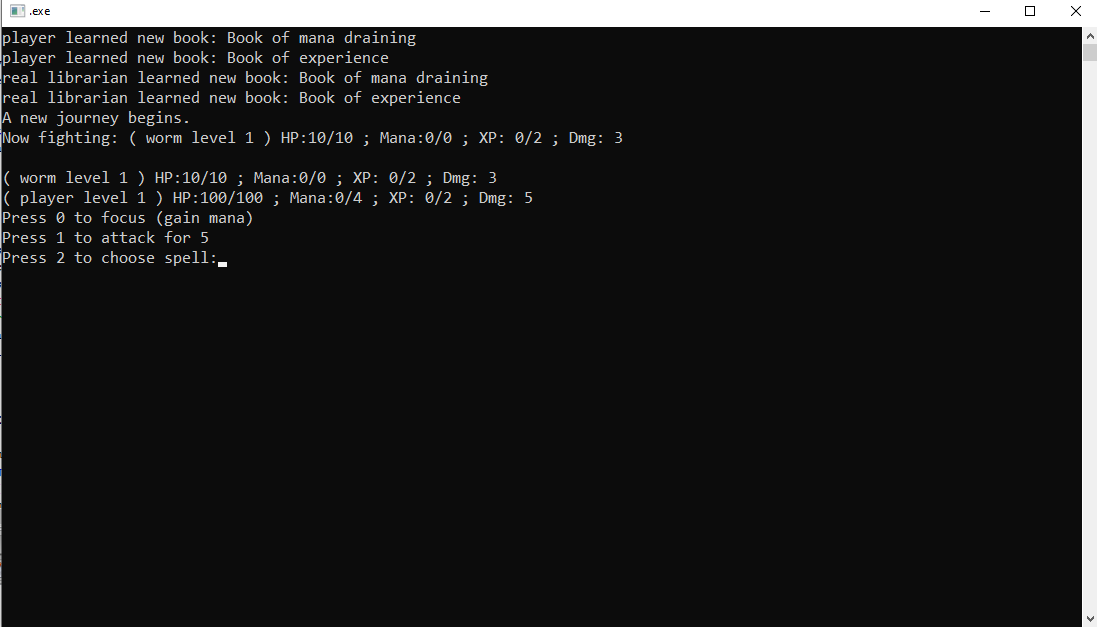 .exe
player learned new book: Book of mana draining
player learned new book: Book of experience
real librarian learned new book: Book of mana draining
real librarian learned new book: Book of experience
A new journey begins.
Now fighting: ( worm level 1 ) HP:10/10 ; Mana:0/0 ; XP: 0/2 ; Dmg: 3
( worm level 1 ) HP:10/10 ; Mana:0/0 ; XP: 0/2 ; Dmg: 3
( player level 1 ) HP:100/100 ; Mana:0/4 ; XP: 0/2 ; Dmg: 5
Press 0 to focus (gain mana)
Press 1 to attack for 5
Press 2 to choose spell: